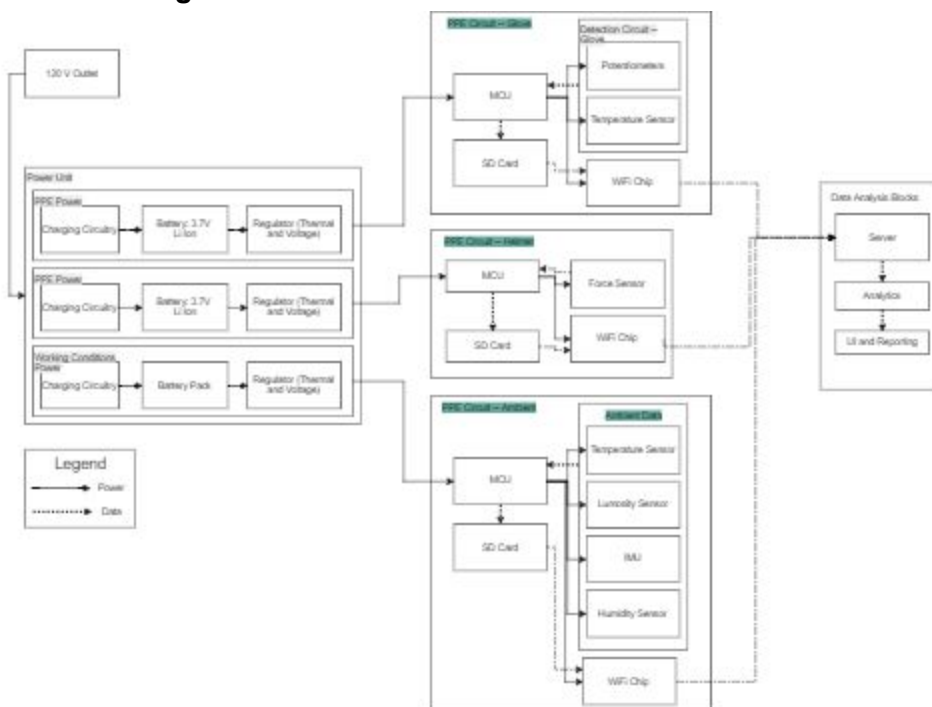 120 V Outlet
Power Unit
PPE Power
Charging Circuitry
Battery: 3.7V
Li Ion
Regulator (Thermal
and Voltage)
PPE Power
Charging Circuitry
Battery: 3.7V
Li Ion
Regulator (Thermal
and Voltage)
Working Conditions
Power
Charging Circuitry
Battery Pack
Regulator (Thermal
and Voltage)
Legend
Power
Data
PPE Circuit – Glove
MCU
SD Card
Detection Circuit –
Glove
Potentiometers
Temperature Sensor
WiFi Chip
PPE Circuit – Helmet
MCU
SD Card
Force Sensor
WiFi Chip
PPE Circuit – Ambient
MCU
SD Card
Ambient Data
Temperature Sensor
Lumosity Sensor
IMU
Humidity Sensor
WiFi Chip
Data Analysis Blocks
Server
Analytics
UI and Reporting